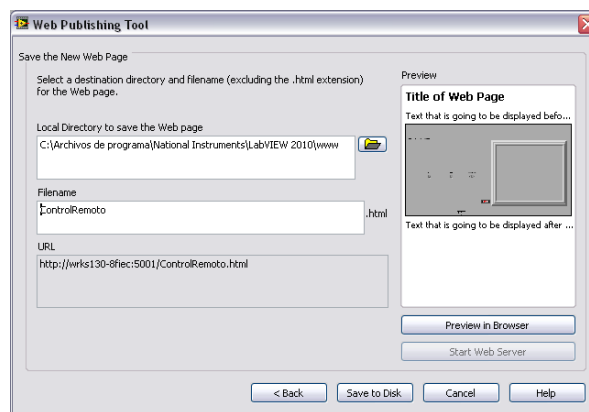 Web Publishing Tool
Save the New Web Page
Select a destination directory and filename (excluding the .html extension)
for the Web page.
Local Directory to save the Web page
C:\Archivos de programa\National Instruments\LabVIEW 2010\www
Filename
ControlRemoto
.html
URL
http://wrks130-8fiec:5001/ControlRemoto.html
Preview
Title of Web Page
Text that is going to be displayed befo...
Text that is going to be displayed after ...
Preview in Browser
Start Web Server
< Back
Save to Disk
Cancel
Help